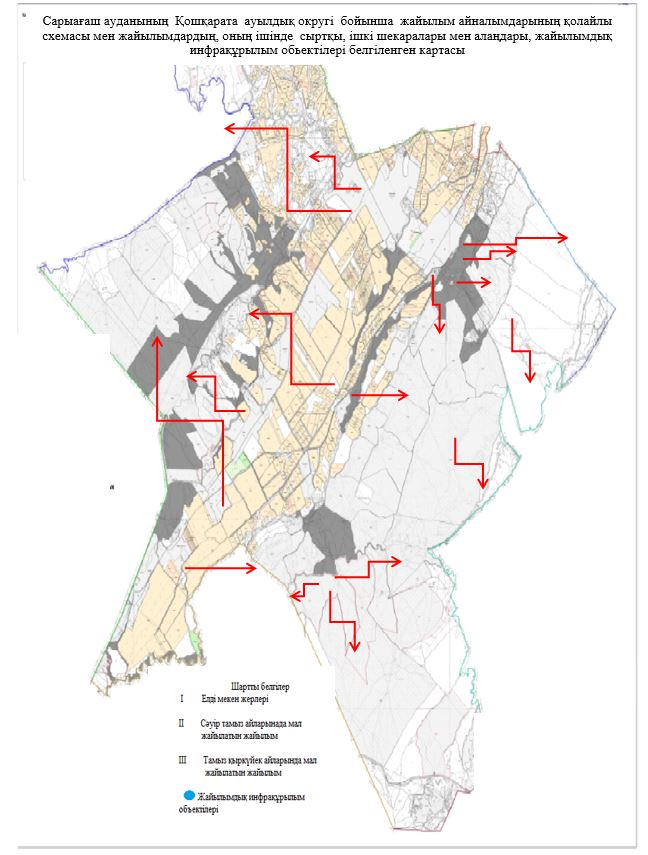 Сарыағаш ауданының Қошқарата ауылдық округі бойынша жайылым айналымдарының қолайлы
схемасы мен жайылымдардың, оның ішінде сыртқы, ішкі шекаралары мен алаңдары, жайылымдық
инфрақұрылым обьектілері белгіленген картасы
Шартты белгілер
I Елді мекен жерлері
II Сәуір тамыз айларынада мал
жайылатын жайылым
III Тамыз қыркүйек айларында мал
жайылатын жайылым
Жайылымдық инфрақұрылым
объектілері